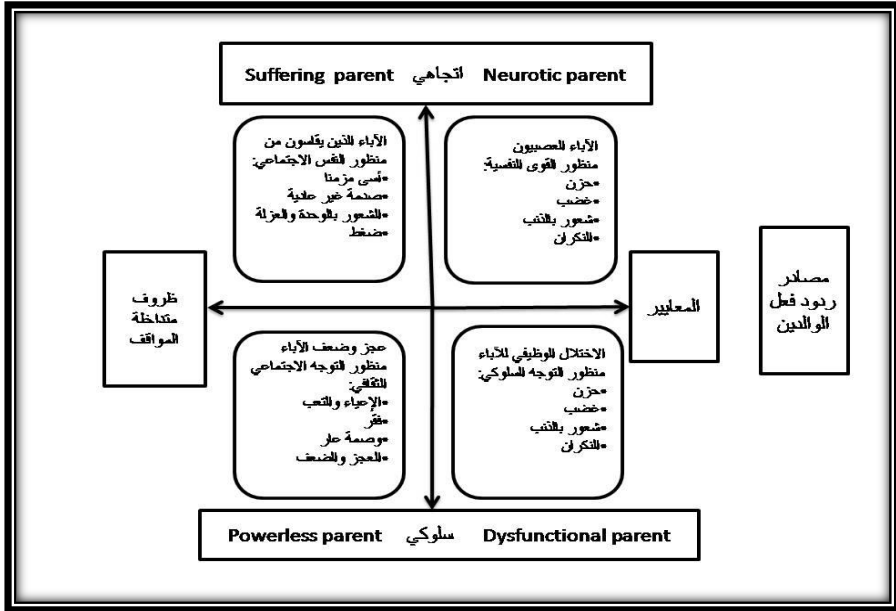 Suffering parent اتجاهي Neurotic parent
الآباء العصبيون
منظور القوى النفسية:
•حزن
•غضب
•شعور بالذنب
•النكران
الآباء الذين يقاسون من
منظور النفس الاجتماعي:
•أسى مزمنا
•صدمة غير عادية
•الشعور بالوحدة والعزلة
•ضغط
مصادر
ردود فعل
الوالدين
المعايير
ظروف
متداخلة
المواقف
الاختلال الوظيفي للآباء
منظور التوجه السلوكي:
•حزن
•غضب
•شعور بالذنب
•النكران
عجز وضعف الآباء
منظور التوجه الاجتماعي
الثقافي:
•الإعياء والتعب
•فقر
•وصمة عار
•العجز والضعف
Powerless parent سلوكي Dysfunctional parent